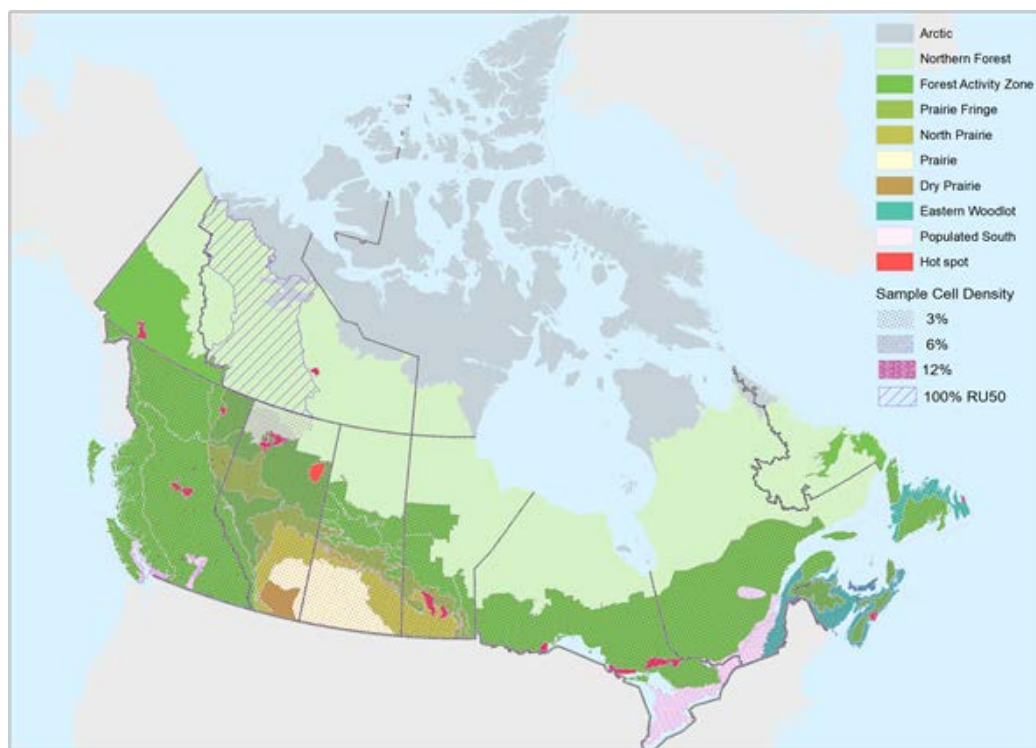 Arctic
Northern Forest
Forest Activity Zone
Prairie Fringe
North Prairie
Prairie
Dry Prairie
Eastern Woodlot
Populated South
Hot spot
Sample Cell Density
3%
6%
12%
100% RU50